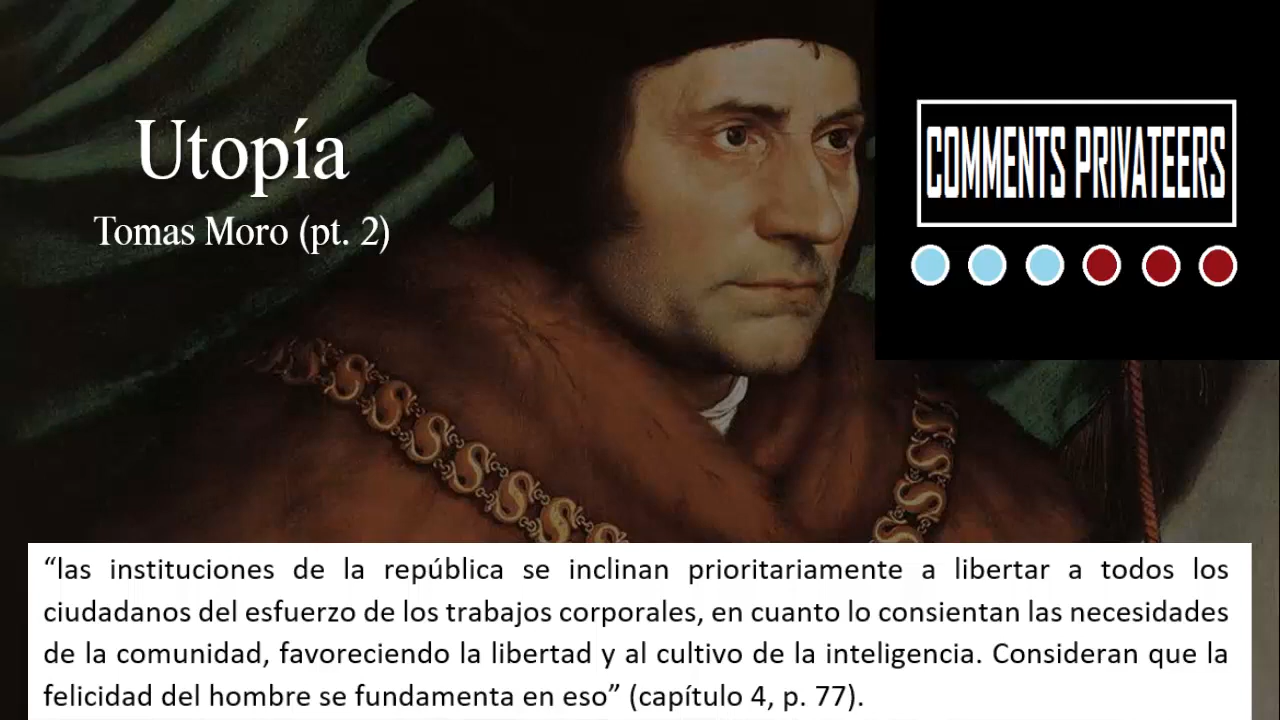 Utopía
Tomas Moro (pt. 2)
COMMENTS PRIVATEERS
“las instituciones de la república se inclinan prioritariamente a libertar a todos los
ciudadanos del esfuerzo de los trabajos corporales, en cuanto lo consientan las necesidades
de la comunidad, favoreciendo la libertad y al cultivo de la inteligencia. Consideran que la
felicidad del hombre se fundamenta en eso” (capítulo 4, p. 77).